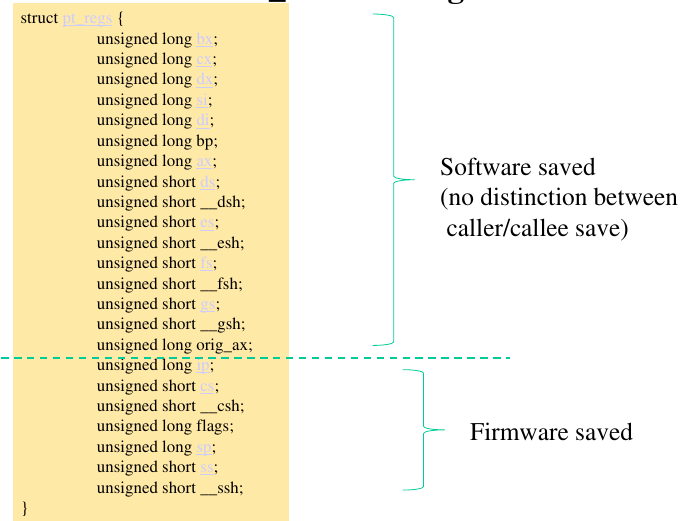 struct pt_regs {
unsigned long bx;
unsigned long cx;
unsigned long dx;
unsigned long si;
unsigned long di;
unsigned long bp;
unsigned long ax;
unsigned short ds;
unsigned short __dsh;
unsigned short es;
unsigned short __esh;
unsigned short fs;
unsigned short __fsh;
unsigned short gs;
unsigned short __gsh;
unsigned long orig_ax;
unsigned long ip;
unsigned short cs;
unsigned short __csh;
unsigned long flags;
unsigned long sp;
unsigned short ss;
unsigned short __ssh;
}
Software saved
(no distinction between
caller/callee save)
Firmware saved